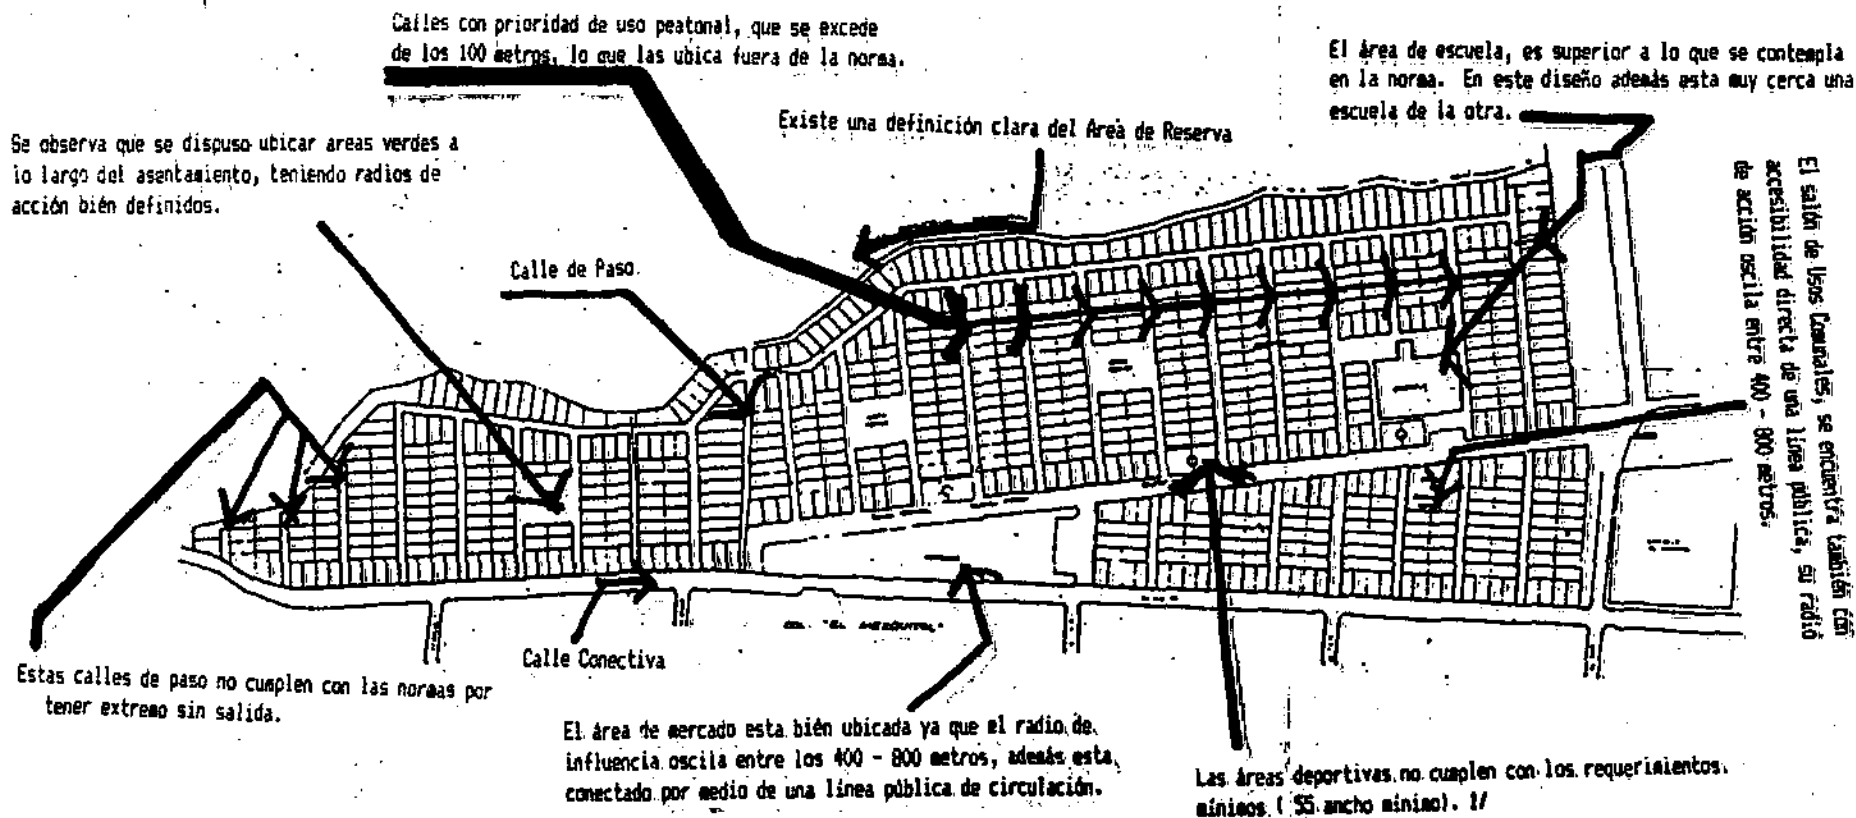 Calles con prioridad de uso peatonal, que se excede
de los 100 metros, lo que las ubica fuera de la norma.
El área de escuela, es superior a lo que se contempla
en la norma. En este diseño además esta muy cerca una
escuela de la otra.
Existe una definición clara del Area de Reserva
Se observa que se dispuso ubicar areas verdes a
lo largo del asentamiento, teniendo radios de
acción bién definidos.
Calle de Paso
El salón de Usos Comunales, se encuentra también con
accesibilidad directa de una línea pública, su radio
de acción oscila entre 400 - 800 metros.
COL. "EL MEZQUITAL"
Calle Conectiva
Estas calles de paso no cumplen con las normas por
tener extremo sin salida.
El área de mercado esta bién ubicada ya que el radio de
influencia oscila entre los 400 - 800 metros, además esta
conectado por medio de una línea pública de circulación.
Las áreas deportivas no cumplen con los requerimientos
mínimos ( 55 ancho mínimo). 1/